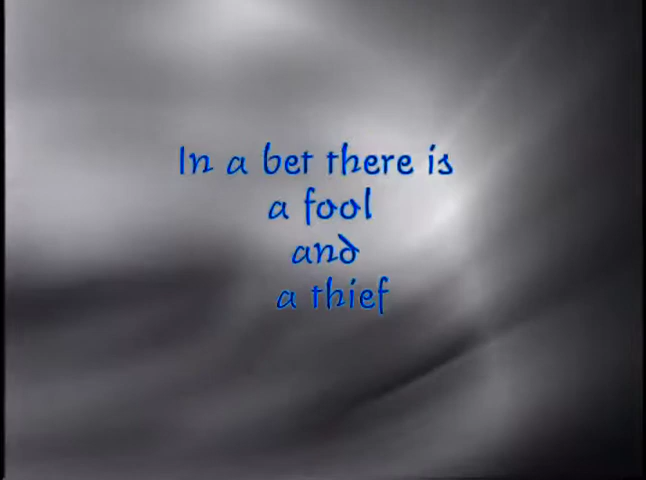 In a bet there is
a fool
and
a thief